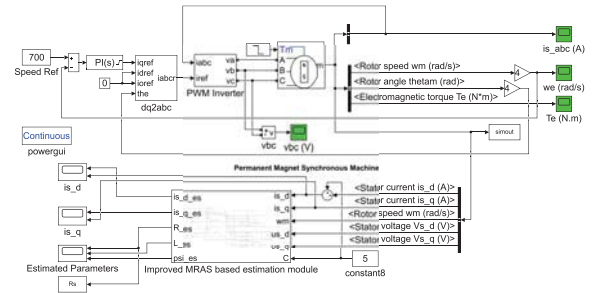 700
Speed Ref
+
-
PI(s)
iqref
idref
iqref
the
iabcr
0
dq2abc
iabc
iref
va
vb
vc
PWM Inverter
Tm
A
B
C
N
S
m
is_abc (A)
<Rotor speed wm (rad/s)>
<Rotor angle thetam (rad)>
<Electromagnetic torque Te (N*m)>
4
4
we (rad/s)
Te (N.m)
+
v
-
vbc
vbc (V)
simout
Continuous
powergui
Permanent Magnet Synchronous Machine
is_d
is_q
Estimated Parameters
Rs
is_d_es
is_q_es
R_es
L_es
psi_es
is_d
is_q
wm
us_d
us_q
C
Improved MRAS based estimation module
<Stator current is_d (A)>
<Stator current is_q (A)>
<Rotor speed wm (rad/s)>
<Stator voltage Vs_d (V)>
<Stator voltage Vs_q (V)>
5
constant8